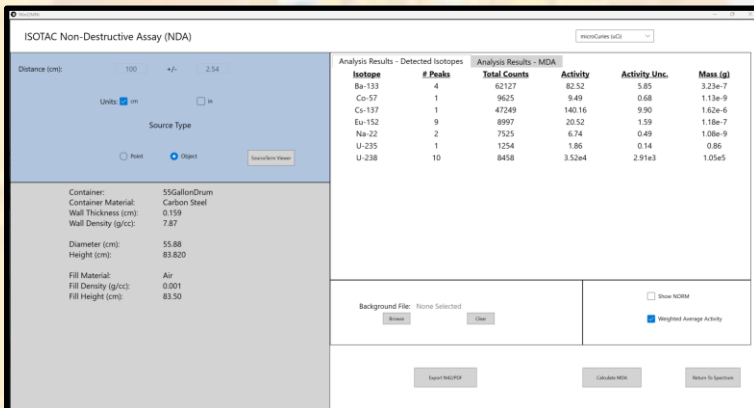 Win32NDA
ISOTAC Non-Destructive Assay (NDA)
microCuries (uCi)
Distance (cm): 100 +/- 2.54
Units: cm in
Source Type
Point Object SourceTerm Viewer
Container: 55GallonDrum
Container Material: Carbon Steel
Wall Thickness (cm): 0.159
Wall Density (g/cc): 7.87
Diameter (cm): 55.88
Height (cm): 83.820
Fill Material: Air
Fill Density (g/cc): 0.001
Fill Height (cm): 83.50
Analysis Results - Detected Isotopes Analysis Results - MDA
Isotope # Peaks Total Counts Activity Activity Unc. Mass (g)
Ba-133 4 62127 82.52 5.85 3.23e-7
Co-57 1 9625 9.49 0.68 1.13e-9
Cs-137 1 47249 140.16 9.90 1.62e-6
Eu-152 9 8997 20.52 1.59 1.18e-7
Na-22 2 7525 6.74 0.49 1.08e-9
U-235 1 1254 1.86 0.14 0.86
U-238 10 8458 3.52e4 2.91e3 1.05e5
Background File: None Selected
Browse Clear
Show NORM
Weighted Average Activity
Export N42/PDF Calculate MDA Return To Spectrum